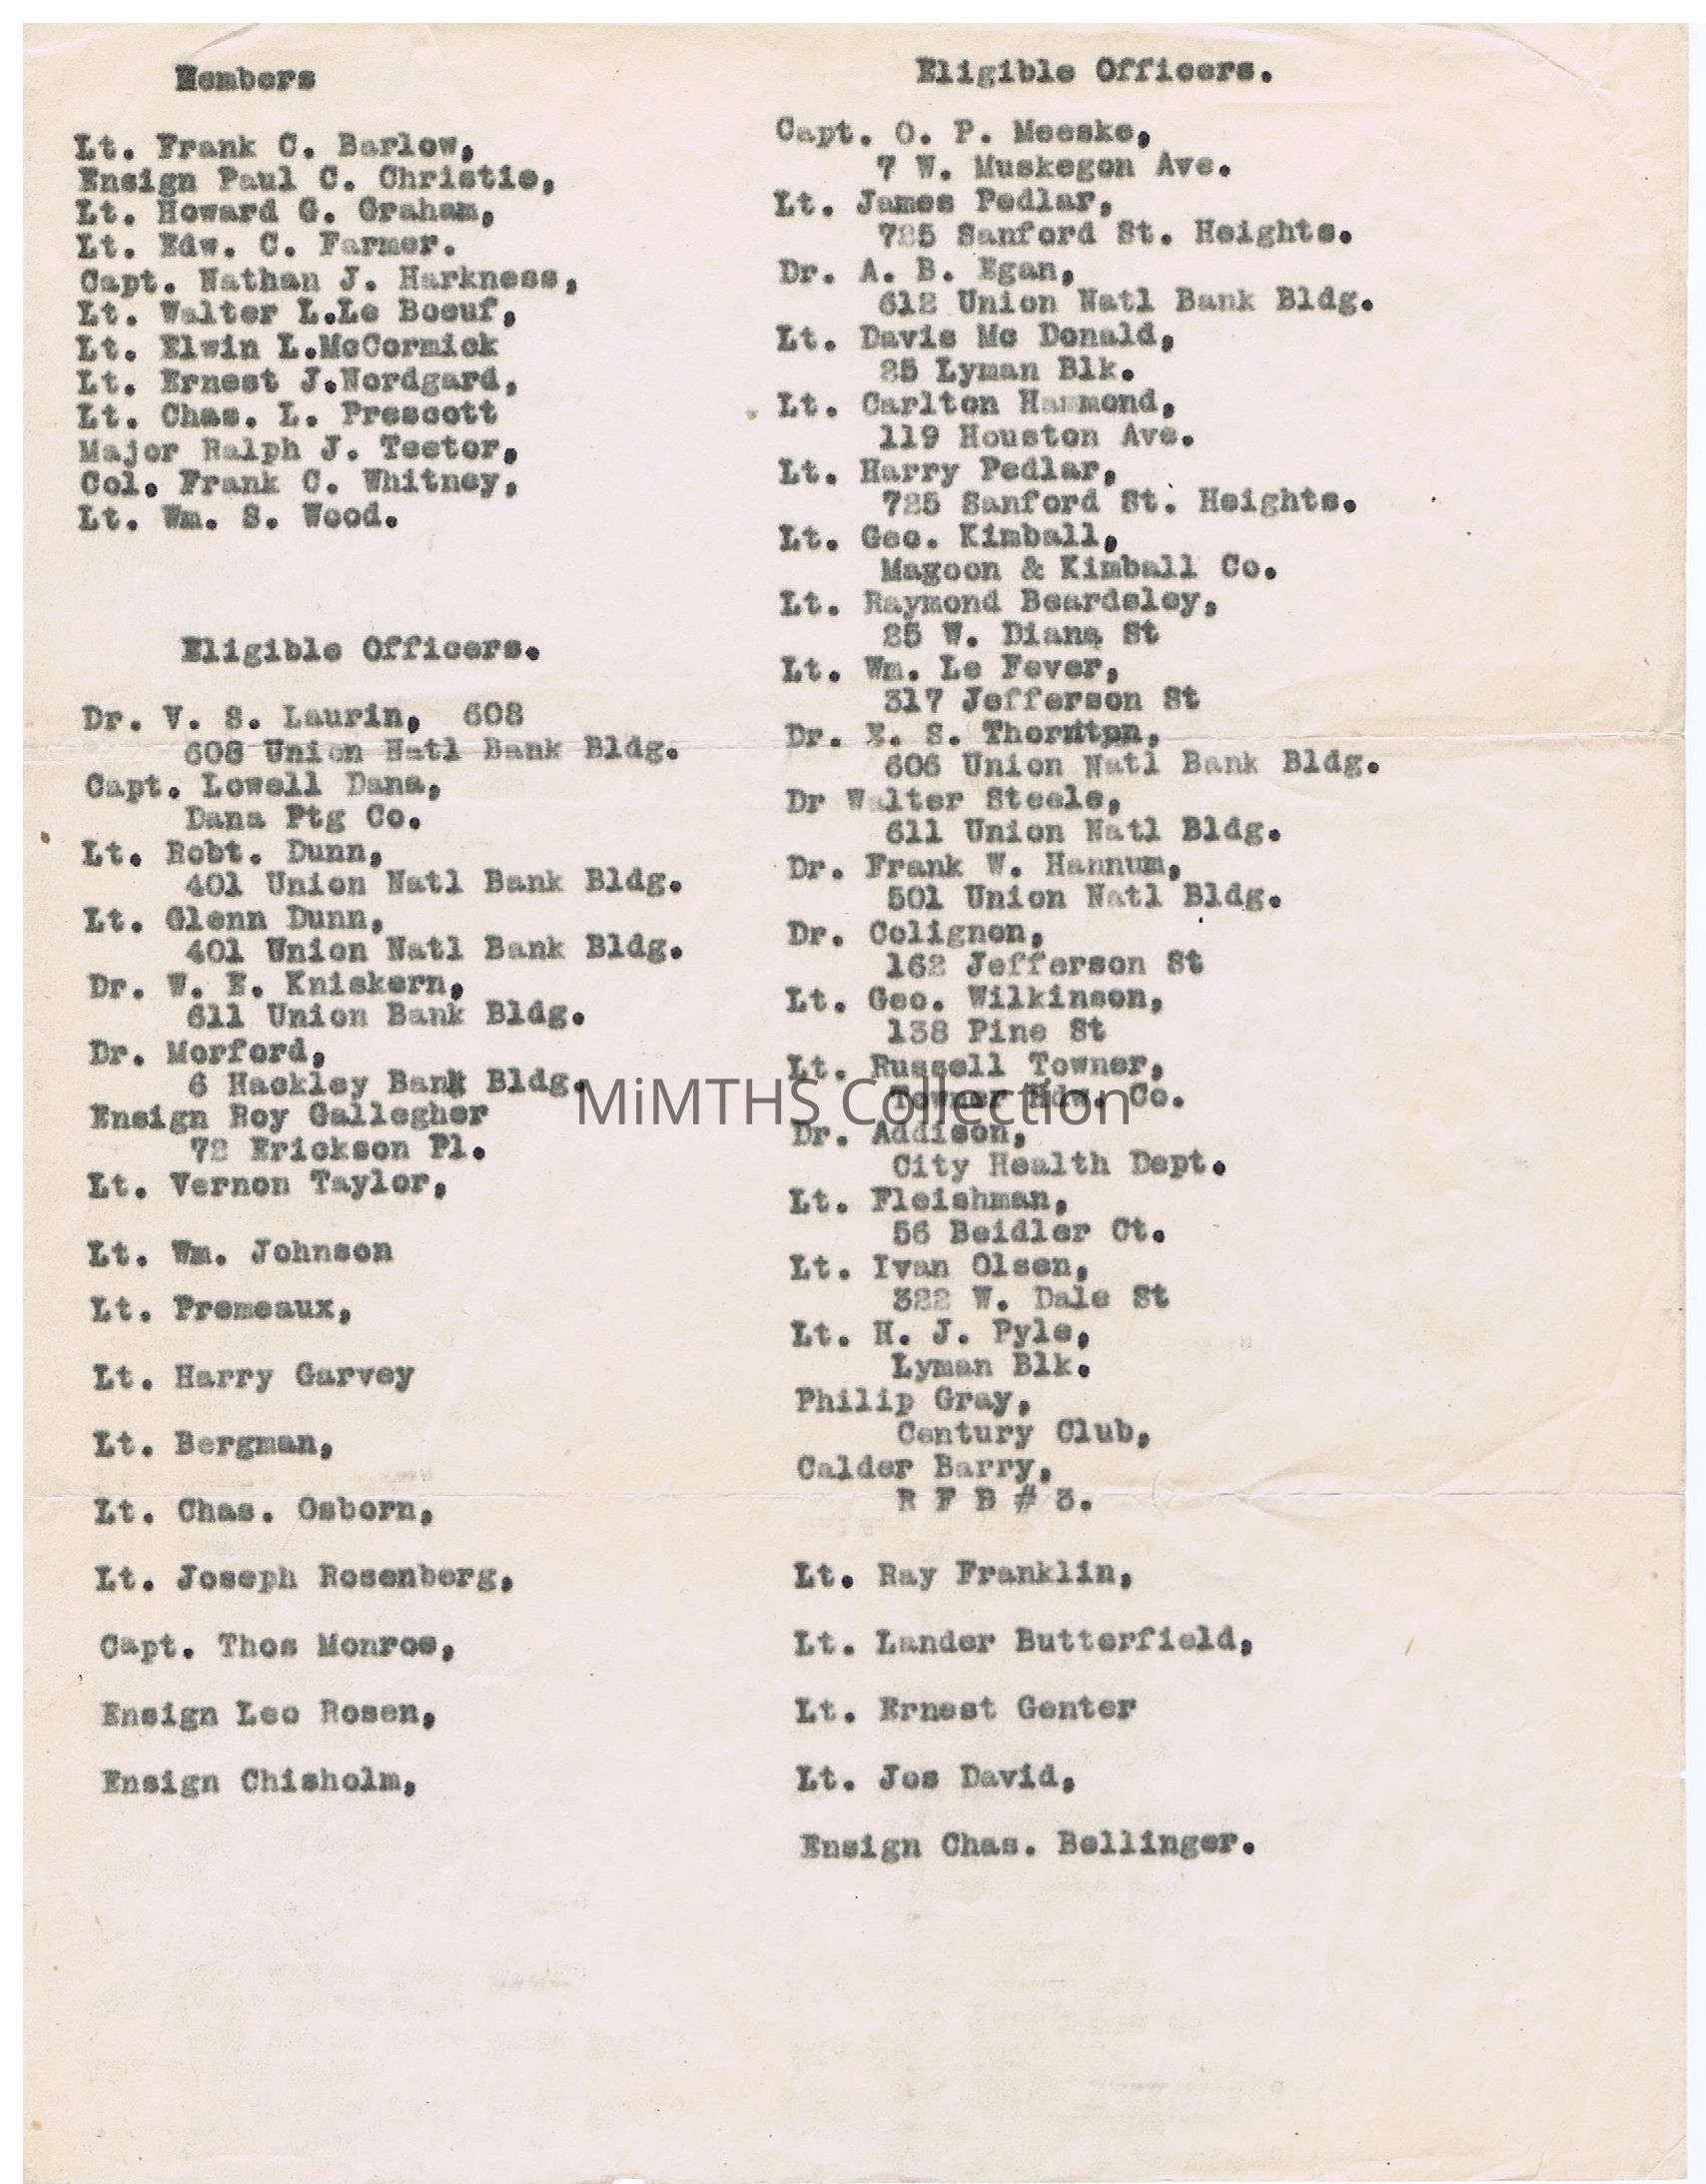 Members
Lt. Frank C. Barlow,
Ensign Paul C. Christie,
Lt. Howard G. Graham,
Lt. Edw. C. Farmer.
Capt. Nathan J. Harkness,
Lt. Walter L.Le Boeuf,
Lt. Elwin L.McCormick
Lt. Ernest J.Nordgard,
Lt. Chas. L. Prescott
Major Ralph J. Teetor,
Col. Frank C. Whitney,
Lt. Wm. S. Wood.
Eligible Officers.
Dr. V. S. Laurin, 608
608 Union Natl Bank Bldg.
Capt. Lowell Dana,
Dana Ptg Co.
Lt. Robt. Dunn,
401 Union Natl Bank Bldg.
Lt. Glenn Dunn,
401 Union Natl Bank Bldg.
Dr. W. E. Kniskern,
611 Union Bank Bldg.
Dr. Morford,
6 Hackley Bank Bldg.
Ensign Roy Gallegher
72 Erickson Pl.
Lt. Vernon Taylor,
Lt. Wm. Johnson
Lt. Premeaux,
Lt. Harry Garvey
Lt. Bergman,
Lt. Chas. Osborn,
Lt. Joseph Rosenberg,
Capt. Thos Monroe,
Ensign Leo Rosen,
Ensign Chisholm,
Eligible Officers.
Capt. O. P. Meeske,
7 W. Muskegon Ave.
Lt. James Pedlar,
725 Sanford St. Heights.
Dr. A. B. Egan,
612 Union Natl Bank Bldg.
Lt. Davis Mc Donald,
25 Lyman Blk.
Lt. Carlton Hammond,
119 Houston Ave.
Lt. Harry Pedlar,
725 Sanford St. Heights.
Lt. Geo. Kimball,
Magoon & Kimball Co.
Lt. Raymond Beardsley,
25 W. Diana St
Lt. Wm. Le Fever,
317 Jefferson St
Dr. E. S. Thornton,
606 Union Natl Bank Bldg.
Dr Walter Steele,
611 Union Natl Bldg.
Dr. Frank W. Hannum,
501 Union Natl Bldg.
Dr. Colignon,
162 Jefferson St
Lt. Geo. Wilkinson,
138 Pine St
Lt. Russell Towner,
Towner Hdw. Co.
Dr. Addison,
City Health Dept.
Lt. Fleishman,
56 Beidler Ct.
Lt. Ivan Olsen,
322 W. Dale St
Lt. H. J. Pyle,
Lyman Blk.
Philip Gray,
Century Club,
Calder Barry,
R F D # 3.
Lt. Ray Franklin,
Lt. Lander Butterfield,
Lt. Ernest Genter
Lt. Jos David,
Ensign Chas. Bellinger.
MiMTHS Collection